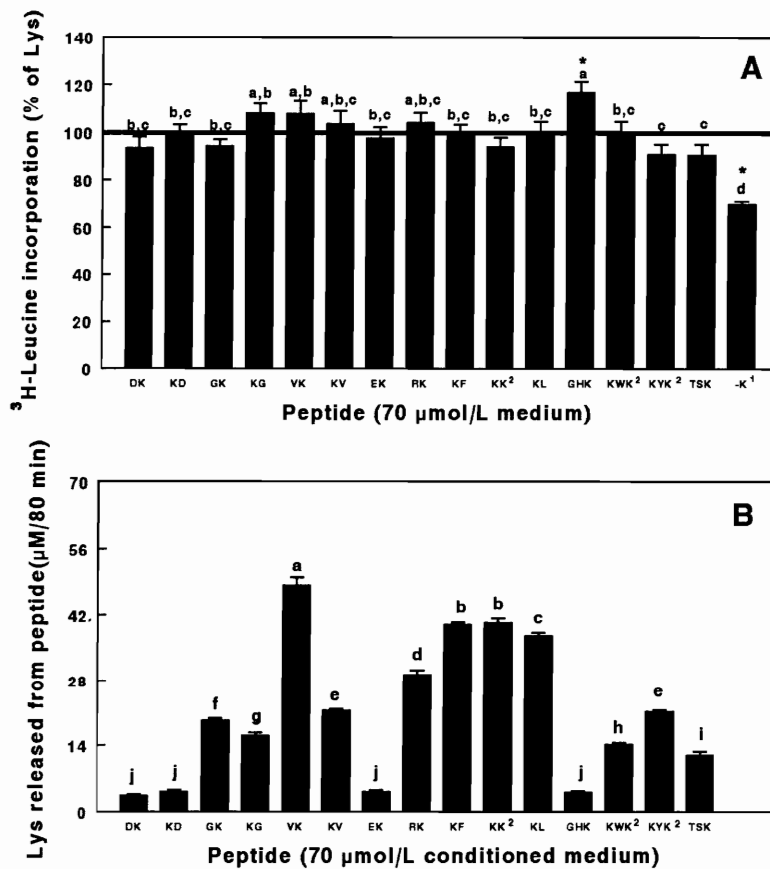 A
³H-Leucine incorporation (% of Lys)
140
120
100
80
60
40
20
0
b,c b,c b,c a,b a,b a,b,c b,c a,b,c b,c b,c b,c * a b,c c c * d
DK KD GK KG VK KV EK RK KF KK² KL GHK KWK² KYK² TSK -K¹
Peptide (70 µmol/L medium)
B
Lys released from peptide(µM/80 min)
70
56
42.
28
14
0
j j f g a e j d b b c j h e i
DK KD GK KG VK KV EK RK KF KK² KL GHK KWK² KYK² TSK
Peptide (70 µmol/L conditioned medium)